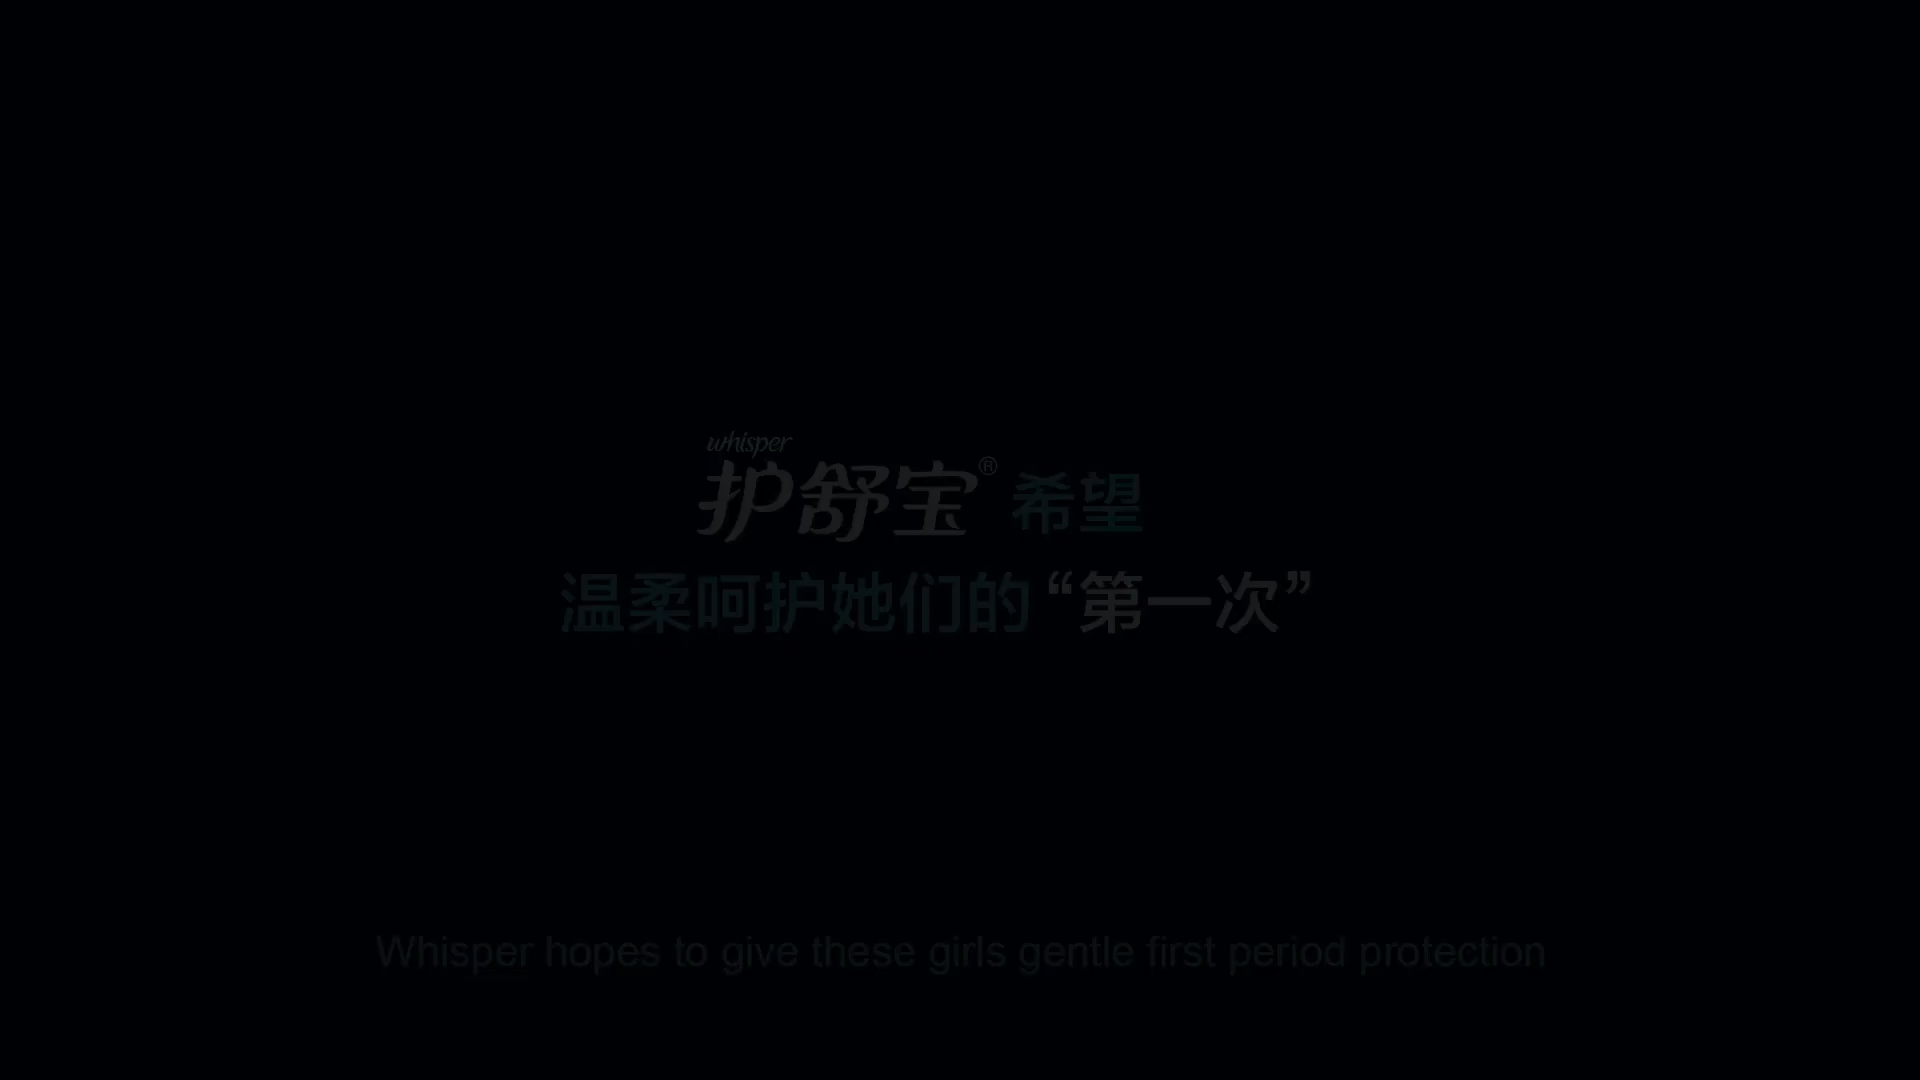 whisper
护舒宝® 希望
温柔呵护她们的“第一次”
Whisper hopes to give these girls gentle first period protection